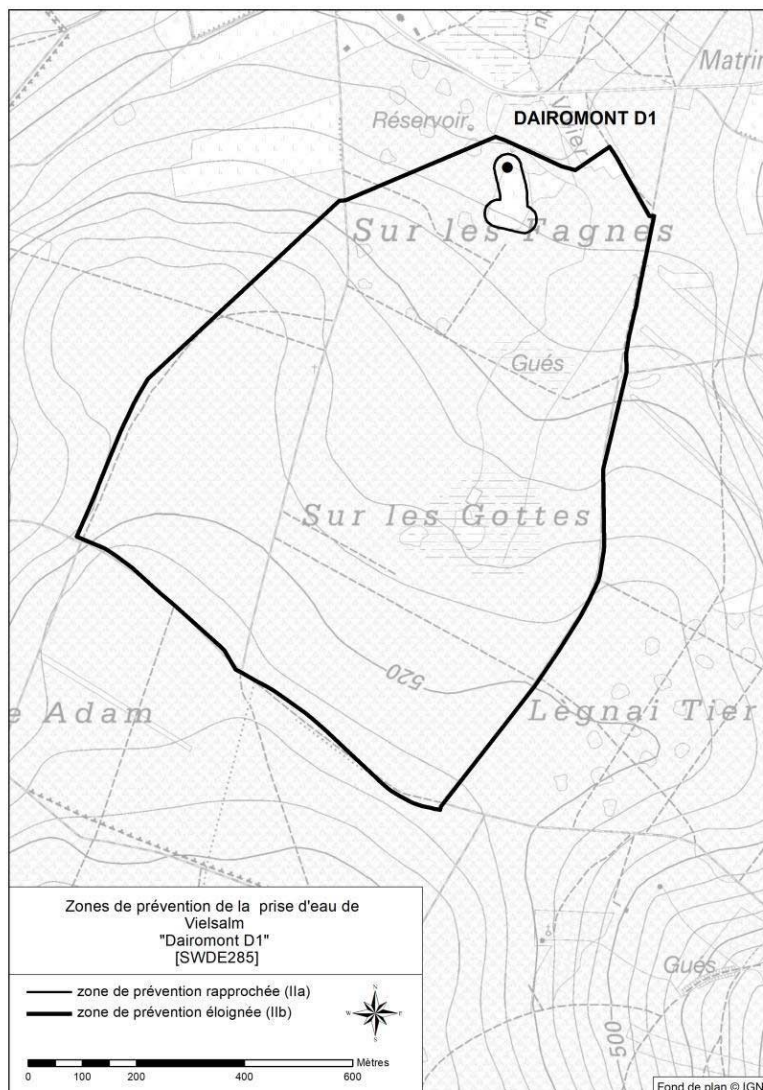 Matrin
Réservoir
DAIROMONT D1
Sur les Fagnes
Gués
Sur les Gottes
520
e Adam
Lègnai Tier
Zones de prévention de la prise d'eau de
Vielsalm
"Dairomont D1"
[SWDE285]
zone de prévention rapprochée (IIa)
zone de prévention éloignée (IIb)
N
W E
S
Mètres
0 100 200 400 600
Gués
500
Fond de plan © IGN